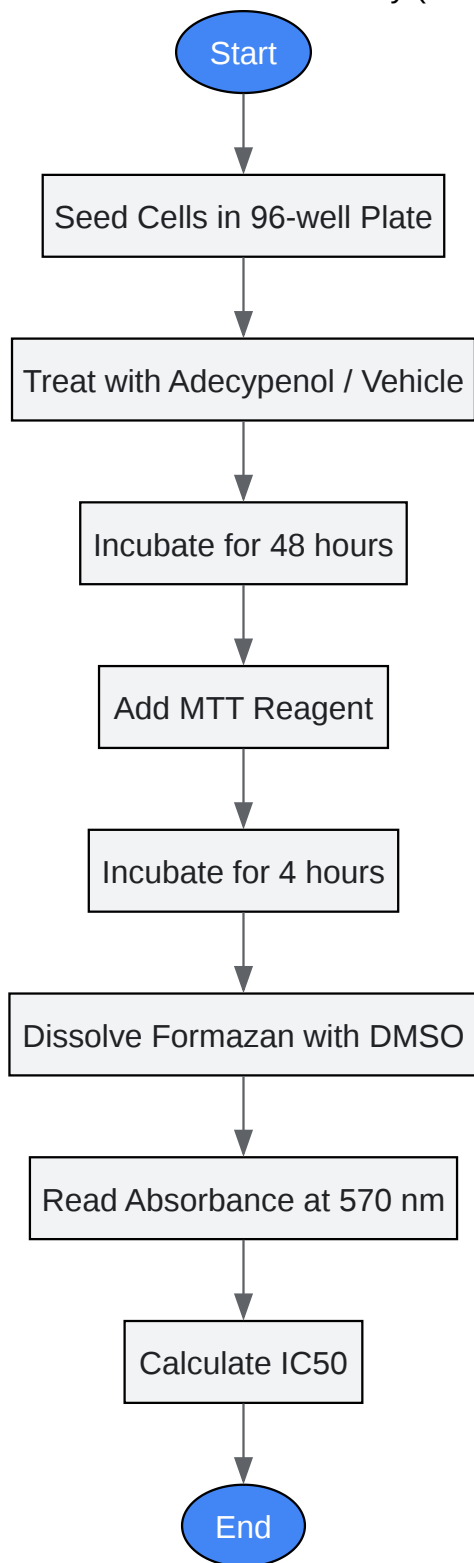 Start
Seed Cells in 96-well Plate
Treat with Adecypenol / Vehicle
Incubate for 48 hours
Add MTT Reagent
Incubate for 4 hours
Dissolve Formazan with DMSO
Read Absorbance at 570 nm
Calculate IC50
End